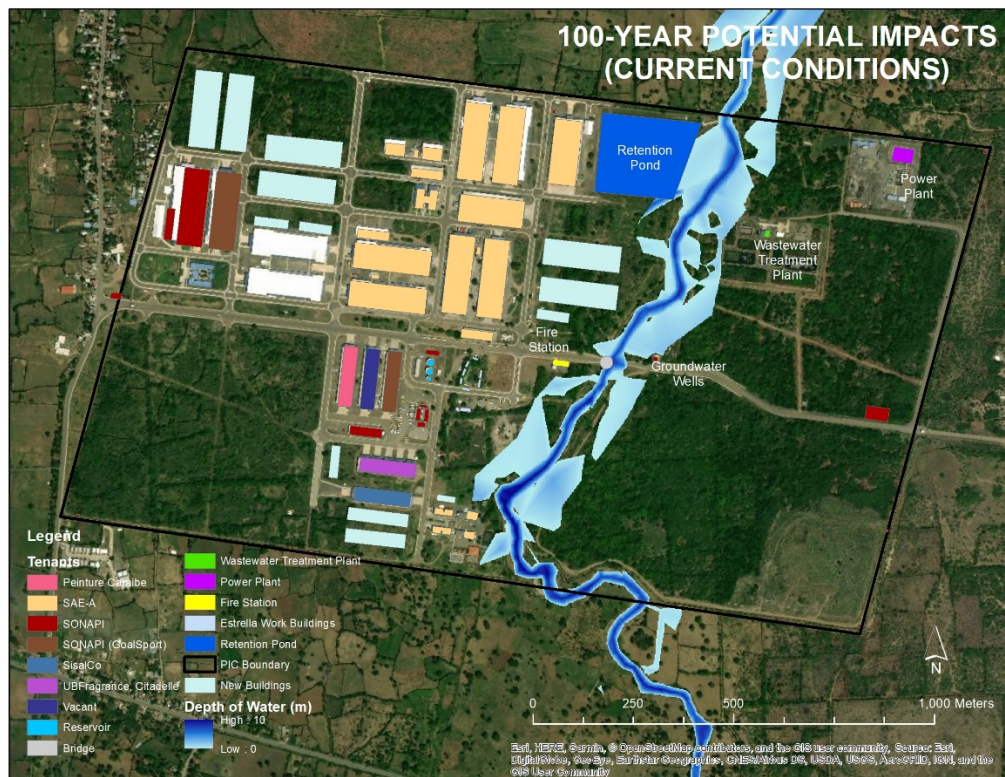 100-YEAR POTENTIAL IMPACTS
(CURRENT CONDITIONS)
Retention
Pond
Power
Plant
Wastewater
Treatment
Plant
Fire
Station
Groundwater
Wells
Legend
Tenants
Peinture Caraibe
SAE-A
SONAPI
SONAPI (GoalSport)
SisalCo
UBFragrance, Citadelle
Vacant
Reservoir
Bridge
Wastewater Treatment Plant
Power Plant
Fire Station
Estrella Work Buildings
Retention Pond
PIC Boundary
New Buildings
Depth of Water (m)
High : 10
Low : 0
N
0 250 500 1,000 Meters
Esri, HERE, Garmin, © OpenStreetMap contributors, and the GIS user community, Source: Esri,
DigitalGlobe, GeoEye, Earthstar Geographics, CNES/Airbus DS, USDA, USGS, AeroGRID, IGN, and the
GIS User Community